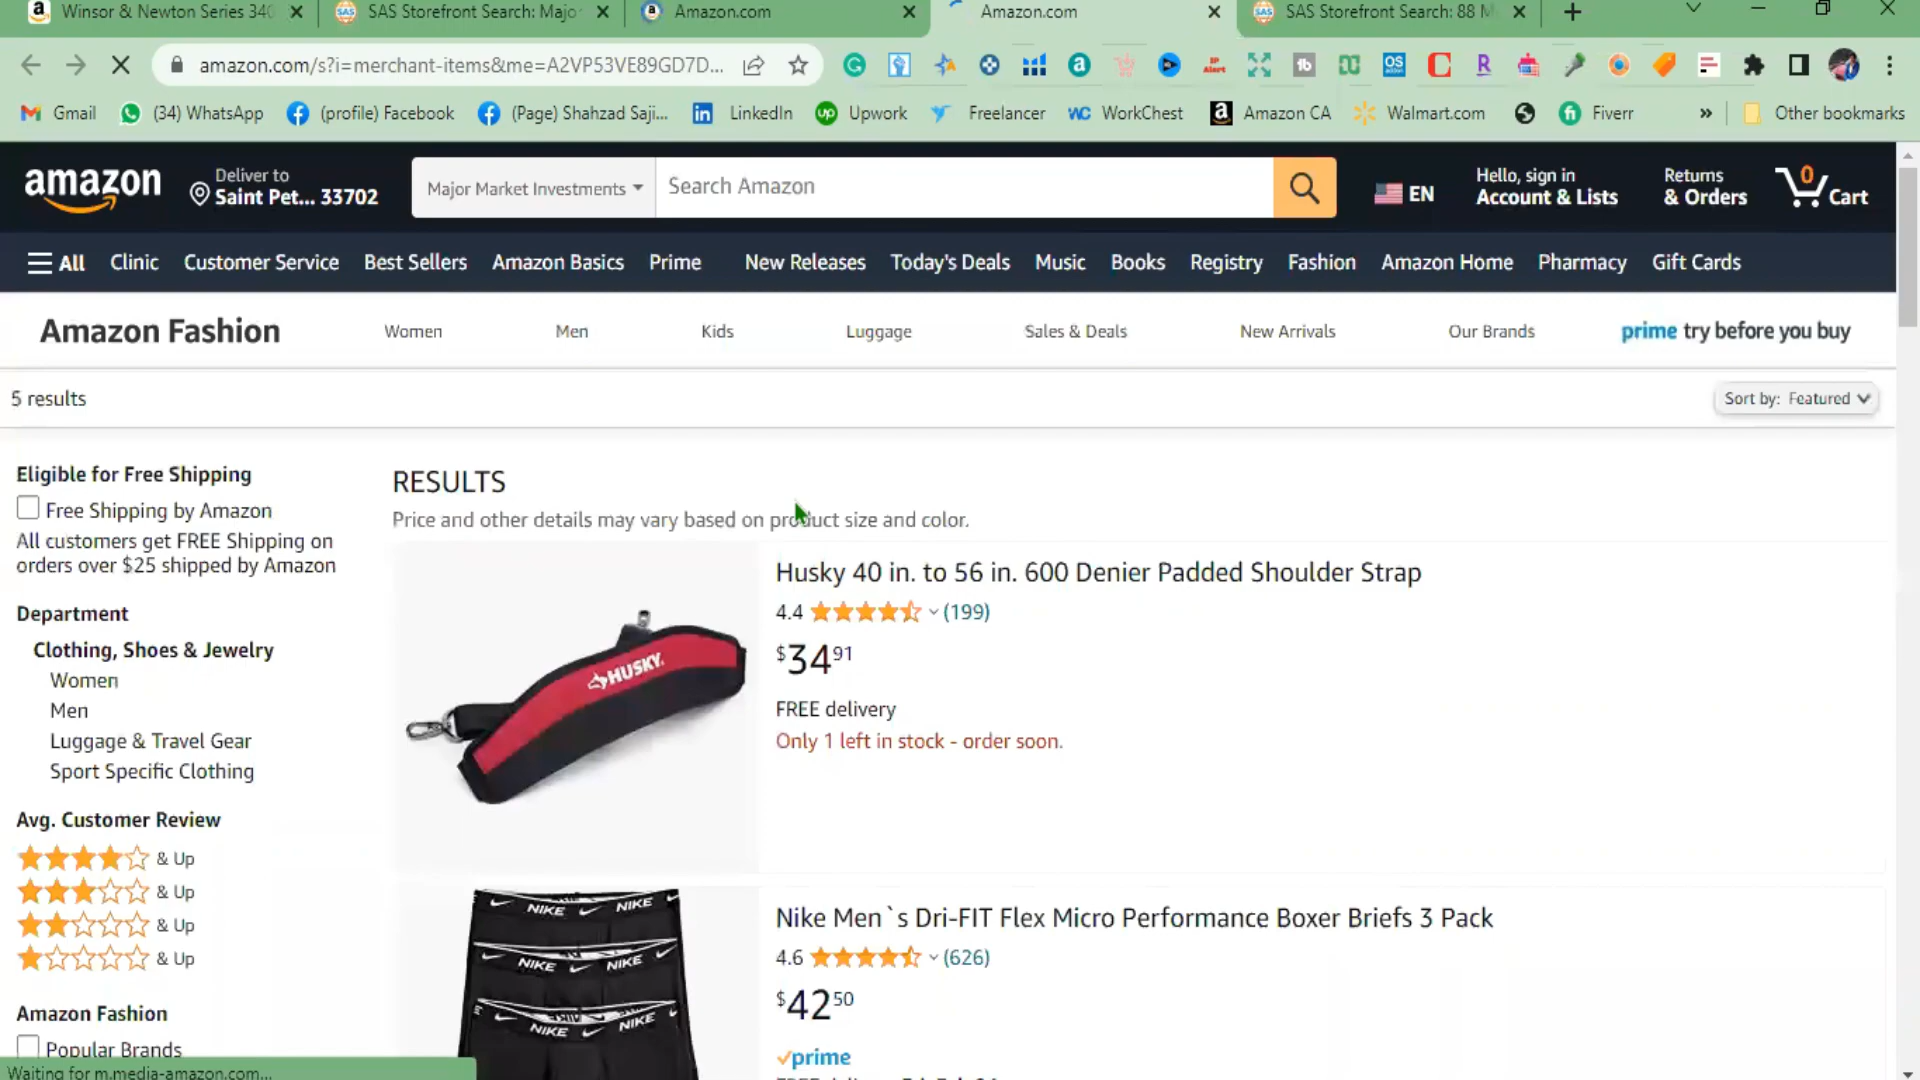 Winsor & Newton Series 340
SAS Storefront Search: Major
Amazon.com
Amazon.com
SAS Storefront Search: 88 M
amazon.com/s?i=merchant-items&me=A2VP53VE89GD7D...
Gmail
(34) WhatsApp
(profile) Facebook
(Page) Shahzad Saji...
LinkedIn
Upwork
Freelancer
WorkChest
Amazon CA
Walmart.com
Fiverr
»
Other bookmarks
amazon
Deliver to
Saint Pet... 33702
Major Market Investments
Search Amazon
EN
Hello, sign in
Account & Lists
Returns
& Orders
0
Cart
All
Clinic
Customer Service
Best Sellers
Amazon Basics
Prime
New Releases
Today's Deals
Music
Books
Registry
Fashion
Amazon Home
Pharmacy
Gift Cards
Amazon Fashion
Women
Men
Kids
Luggage
Sales & Deals
New Arrivals
Our Brands
prime try before you buy
5 results
Sort by: Featured
Eligible for Free Shipping
Free Shipping by Amazon
All customers get FREE Shipping on
orders over $25 shipped by Amazon
Department
Clothing, Shoes & Jewelry
Women
Men
Luggage & Travel Gear
Sport Specific Clothing
Avg. Customer Review
& Up
& Up
& Up
& Up
Amazon Fashion
Popular Brands
Waiting for m.media-amazon.com...
RESULTS
Price and other details may vary based on product size and color.
HUSKY
Husky 40 in. to 56 in. 600 Denier Padded Shoulder Strap
4.4 (199)
$34 91
FREE delivery
Only 1 left in stock - order soon.
NIKE NIKE
NIKE NIKE
NIKE NIKE
Nike Men`s Dri-FIT Flex Micro Performance Boxer Briefs 3 Pack
4.6 (626)
$42 50
prime